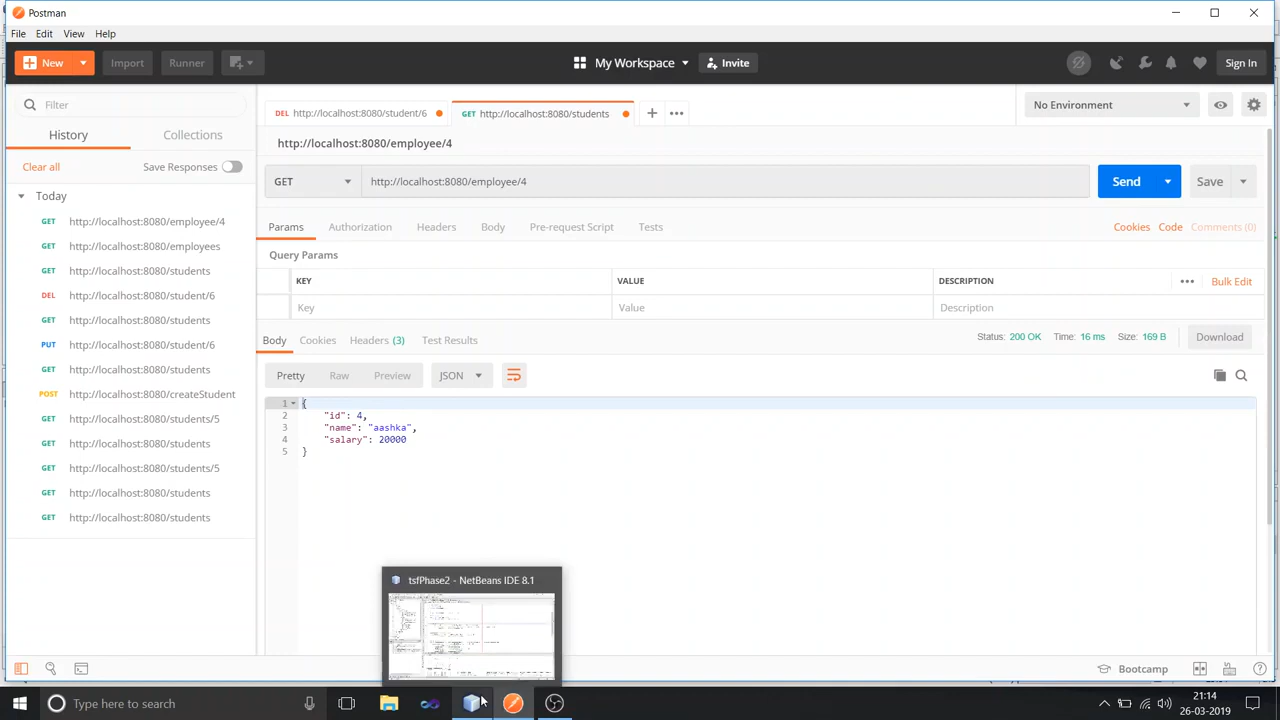 Postman
File Edit View Help
New Import Runner My Workspace Invite Sign In
Filter
History Collections
Clear all Save Responses
Today
GET http://localhost:8080/employee/4
GET http://localhost:8080/employees
GET http://localhost:8080/students
DEL http://localhost:8080/student/6
GET http://localhost:8080/students
PUT http://localhost:8080/student/6
GET http://localhost:8080/students
POST http://localhost:8080/createStudent
GET http://localhost:8080/students/5
GET http://localhost:8080/students
GET http://localhost:8080/students/5
GET http://localhost:8080/students
GET http://localhost:8080/students
DEL http://localhost:8080/student/6 GET http://localhost:8080/students No Environment
http://localhost:8080/employee/4
GET http://localhost:8080/employee/4 Send Save
Params Authorization Headers Body Pre-request Script Tests Cookies Code Comments (0)
Query Params
KEY VALUE DESCRIPTION Bulk Edit
Key Value Description
Body Cookies Headers (3) Test Results Status: 200 OK Time: 16 ms Size: 169 B Download
Pretty Raw Preview JSON
1 {
2 "id": 4,
3 "name": "aashka",
4 "salary": 20000
5 }
tsfPhase2 - NetBeans IDE 8.1
Bootcamp
Type here to search
21:14
26-03-2019